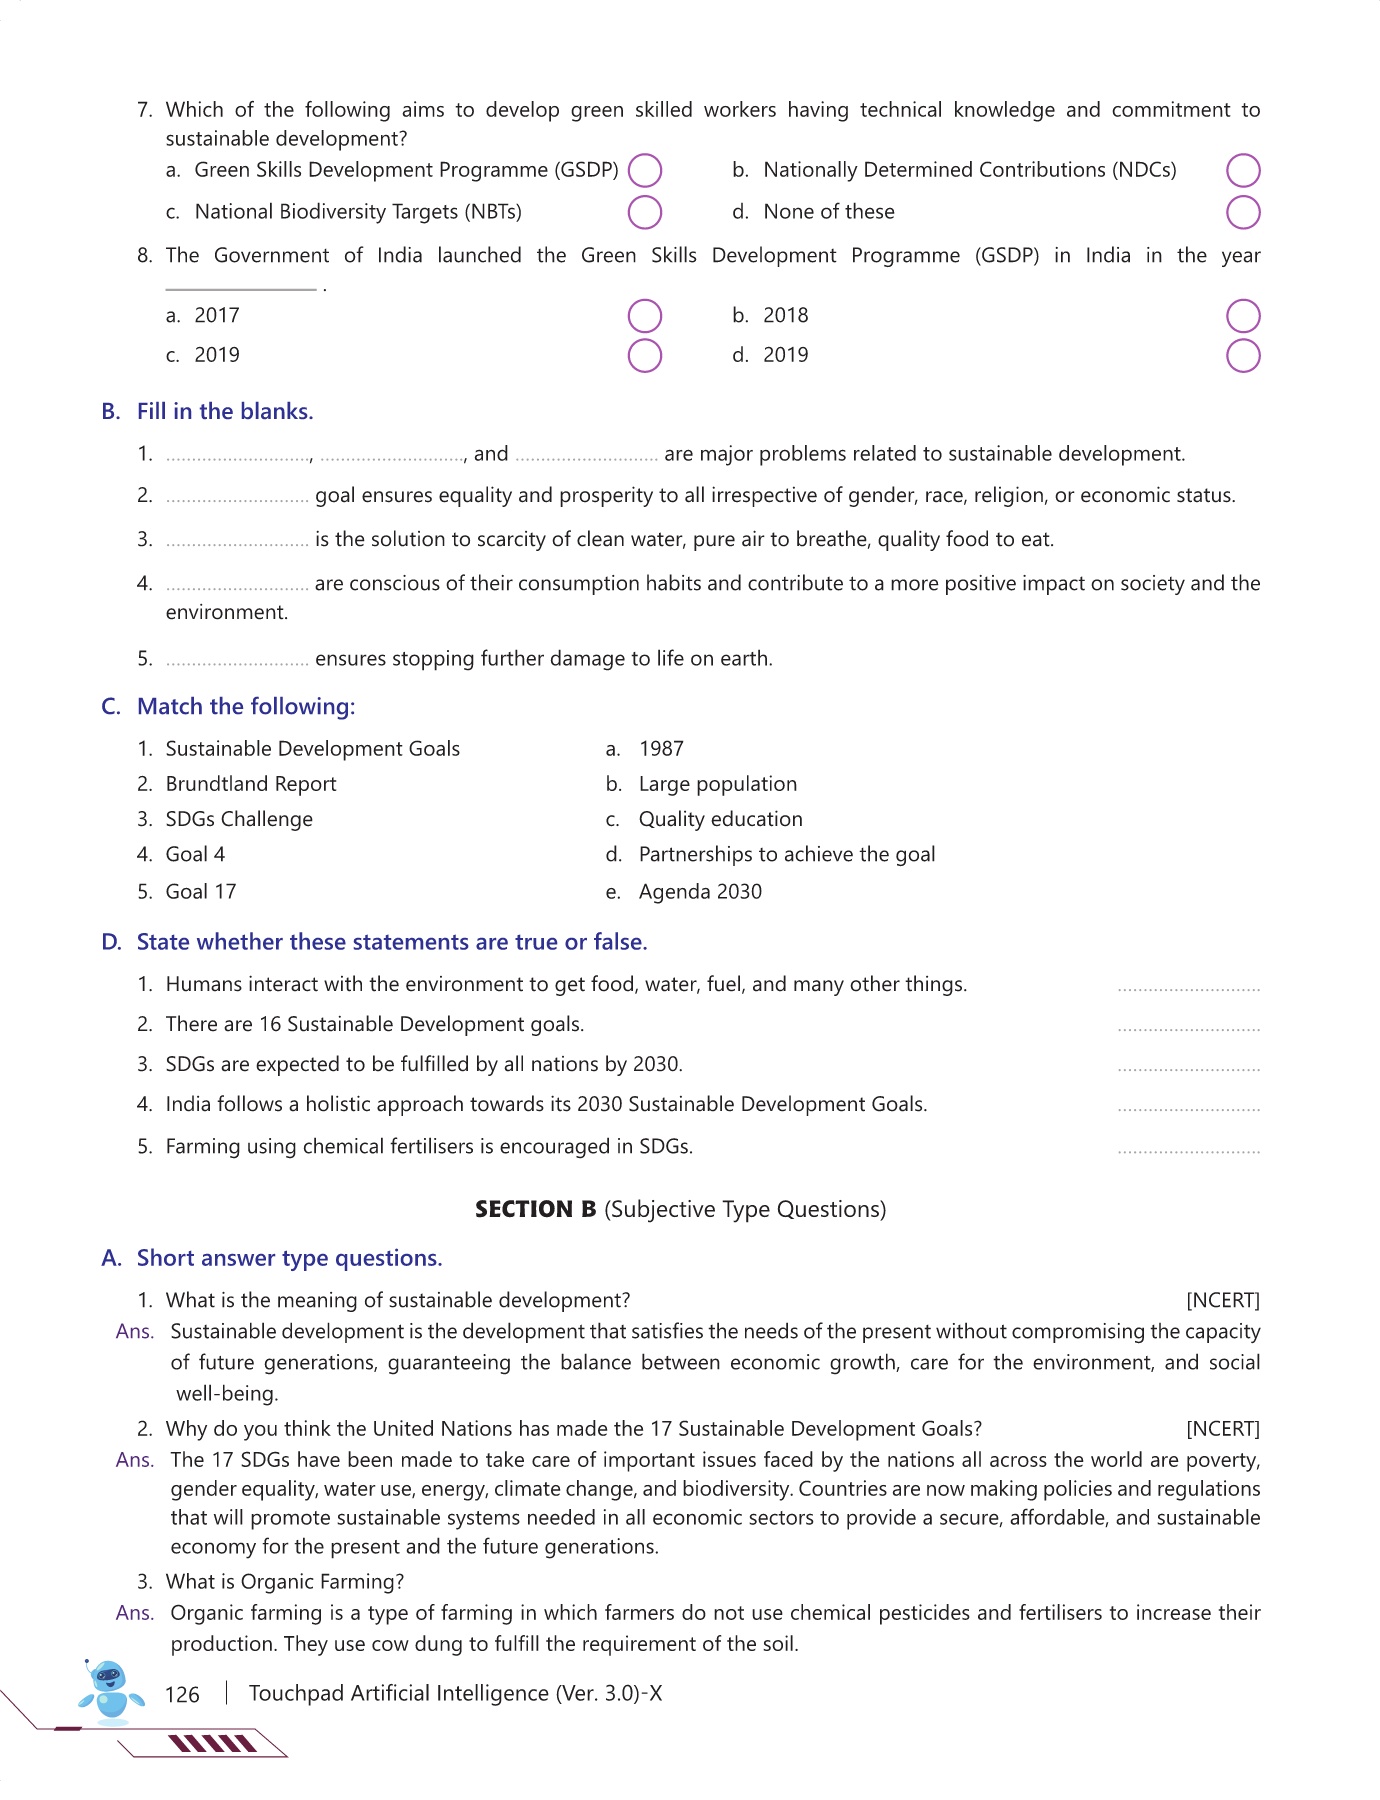 7. Which of the following aims to develop green skilled workers having technical knowledge and commitment to
sustainable development?
a. Green Skills Development Programme (GSDP) b. Nationally Determined Contributions (NDCs)
c. National Biodiversity Targets (NBTs) d. None of these
8. The Government of India launched the Green Skills Development Programme (GSDP) in India in the year
______________ .
a. 2017 b. 2018
c. 2019 d. 2019
B. Fill in the blanks.
1. ............................, ............................, and ............................ are major problems related to sustainable development.
2. ............................ goal ensures equality and prosperity to all irrespective of gender, race, religion, or economic status.
3. ............................ is the solution to scarcity of clean water, pure air to breathe, quality food to eat.
4. ............................ are conscious of their consumption habits and contribute to a more positive impact on society and the
environment.
5. ............................ ensures stopping further damage to life on earth.
C. Match the following:
1. Sustainable Development Goals a. 1987
2. Brundtland Report b. Large population
3. SDGs Challenge c. Quality education
4. Goal 4 d. Partnerships to achieve the goal
5. Goal 17 e. Agenda 2030
D. State whether these statements are true or false.
1. Humans interact with the environment to get food, water, fuel, and many other things. ............................
2. There are 16 Sustainable Development goals. ............................
3. SDGs are expected to be fulfilled by all nations by 2030. ............................
4. India follows a holistic approach towards its 2030 Sustainable Development Goals. ............................
5. Farming using chemical fertilisers is encouraged in SDGs. ............................
SECTION B (Subjective Type Questions)
A. Short answer type questions.
1. What is the meaning of sustainable development? [NCERT]
Ans. Sustainable development is the development that satisfies the needs of the present without compromising the capacity
of future generations, guaranteeing the balance between economic growth, care for the environment, and social
well-being.
2. Why do you think the United Nations has made the 17 Sustainable Development Goals? [NCERT]
Ans. The 17 SDGs have been made to take care of important issues faced by the nations all across the world are poverty,
gender equality, water use, energy, climate change, and biodiversity. Countries are now making policies and regulations
that will promote sustainable systems needed in all economic sectors to provide a secure, affordable, and sustainable
economy for the present and the future generations.
3. What is Organic Farming?
Ans. Organic farming is a type of farming in which farmers do not use chemical pesticides and fertilisers to increase their
production. They use cow dung to fulfill the requirement of the soil.
126 | Touchpad Artificial Intelligence (Ver. 3.0)-X